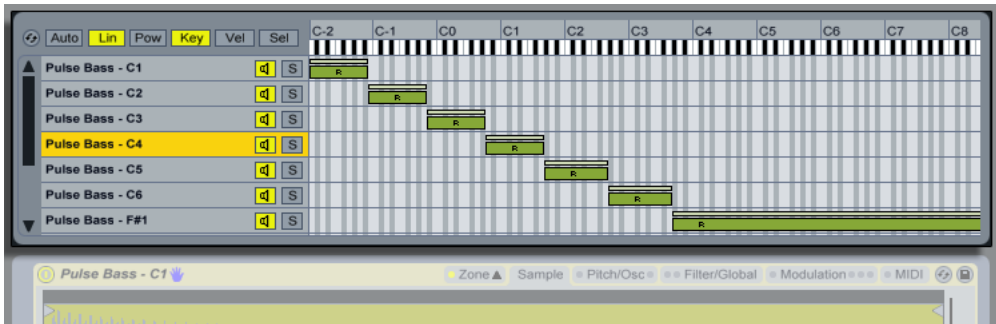 Auto Lin Pow Key Vel Sel C-2 C-1 C0 C1 C2 C3 C4 C5 C6 C7 C8
Pulse Bass - C1 S R
Pulse Bass - C2 S R
Pulse Bass - C3 S R
Pulse Bass - C4 S R
Pulse Bass - C5 S R
Pulse Bass - C6 S R
Pulse Bass - F#1 S R
Pulse Bass - C1 Zone Sample Pitch/Osc Filter/Global Modulation MIDI